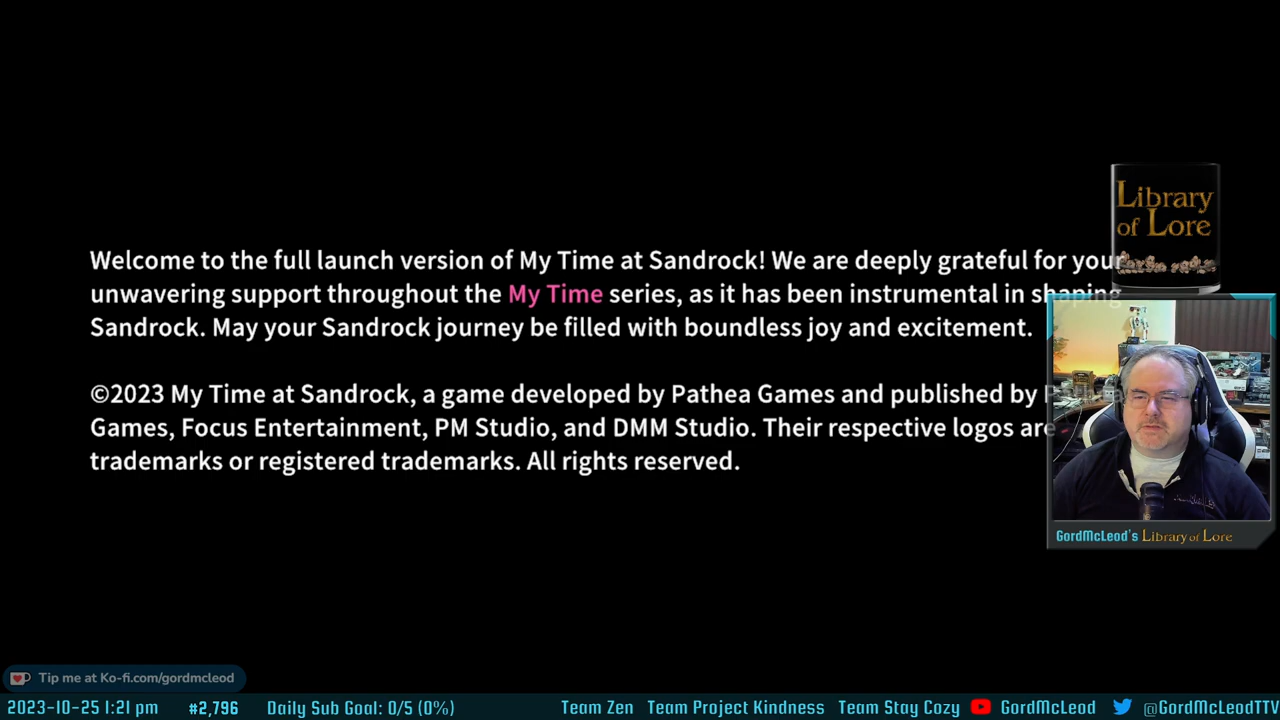 Library
of Lore
Welcome to the full launch version of My Time at Sandrock! We are deeply grateful for your
unwavering support throughout the My Time series, as it has been instrumental in shaping
Sandrock. May your Sandrock journey be filled with boundless joy and excitement.
©2023 My Time at Sandrock, a game developed by Pathea Games and published by
Games, Focus Entertainment, PM Studio, and DMM Studio. Their respective logos are
trademarks or registered trademarks. All rights reserved.
GordMcLeod's Library of Lore
Tip me at Ko-fi.com/gordmcleod
2023-10-25 1:21 pm #2,796 Daily Sub Goal: 0/5 (0%) Team Zen Team Project Kindness Team Stay Cozy GordMcLeod @GordMcLeodTTV